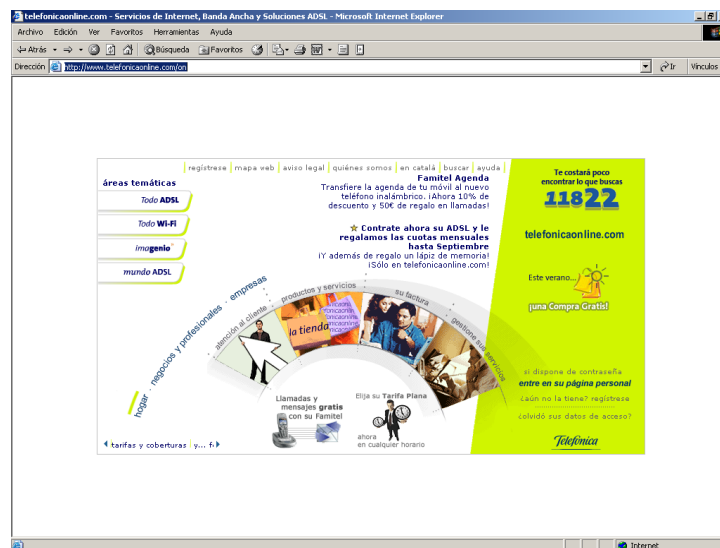 telefonicaonline.com - Servicios de Internet, Banda Ancha y Soluciones ADSL - Microsoft Internet Explorer
Archivo Edición Ver Favoritos Herramientas Ayuda
Atrás Búsqueda Favoritos
Dirección http://www.telefonicaonline.com/on Ir Vínculos
regístrese mapa web aviso legal quiénes somos en català buscar ayuda
áreas temáticas
Todo ADSL
Todo Wi-Fi
imagenio
mundo ADSL
Famitel Agenda
Transfiere la agenda de tu móvil al nuevo
teléfono inalámbrico. ¡Ahora 10% de
descuento y 50€ de regalo en llamadas!
Contrate ahora su ADSL y le
regalamos las cuotas mensuales
hasta Septiembre
¡Y además de regalo un lápiz de memoria!
¡Sólo en telefonicaonline.com!
hogar · negocios y profesionales · empresas
atención al cliente
productos y servicios
su factura
gestione sus servicios
la tienda
Llamadas y
mensajes gratis
con su Famitel
Elija su Tarifa Plana
ahora
en cualquier horario
tarifas y coberturas y... f
Te costará poco
encontrar lo que buscas
11822
telefonicaonline.com
Este verano...
¡una Compra Gratis!
si dispone de contraseña
entre en su página personal
¿aún no la tiene? regístrese
¿olvidó sus datos de acceso?
Telefónica
Internet